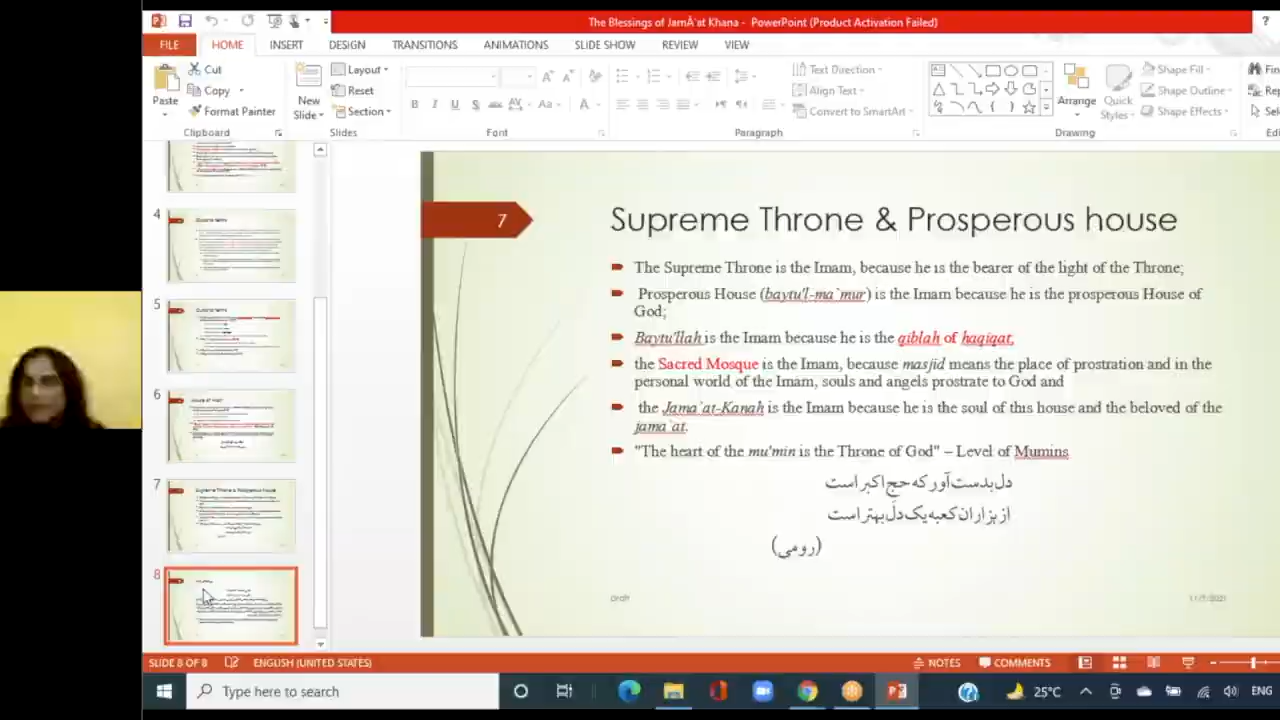 The Blessings of JamÃ'at Khana - PowerPoint (Product Activation Failed)
?
FILE HOME INSERT DESIGN TRANSITIONS ANIMATIONS SLIDE SHOW REVIEW VIEW
Cut
Copy
Format Painter
Paste
Clipboard
New
Slide
Layout
Reset
Section
Slides
Font
Text Direction
Align Text
Convert to SmartArt
Paragraph
Arrange
Quick
Styles
Shape Fill
Shape Outline
Shape Effects
Drawing
4
5
6
7
8
7
Supreme Throne & Prosperous house
The Supreme Throne is the Imam, because he is the bearer of the light of the Throne;
Prosperous House (baytu'l-ma`mur) is the Imam because he is the prosperous House of
God;
Baytu'llah is the Imam because he is the qiblah of haqiqat;
the Sacred Mosque is the Imam, because masjid means the place of prostration and in the
personal world of the Imam, souls and angels prostrate to God and
the Jama`at-Kanah is the Imam because he is the soul of this house and the beloved of the
jama`at.
"The heart of the mu'min is the Throne of God" – Level of Mumins
دل بدست آور که حجِ اکبر است
از ہزاران کعبہ یک دل بہتر است
(رومی)
Draft
SLIDE 8 OF 8 ENGLISH (UNITED STATES) NOTES COMMENTS
Type here to search
25°C
ENG